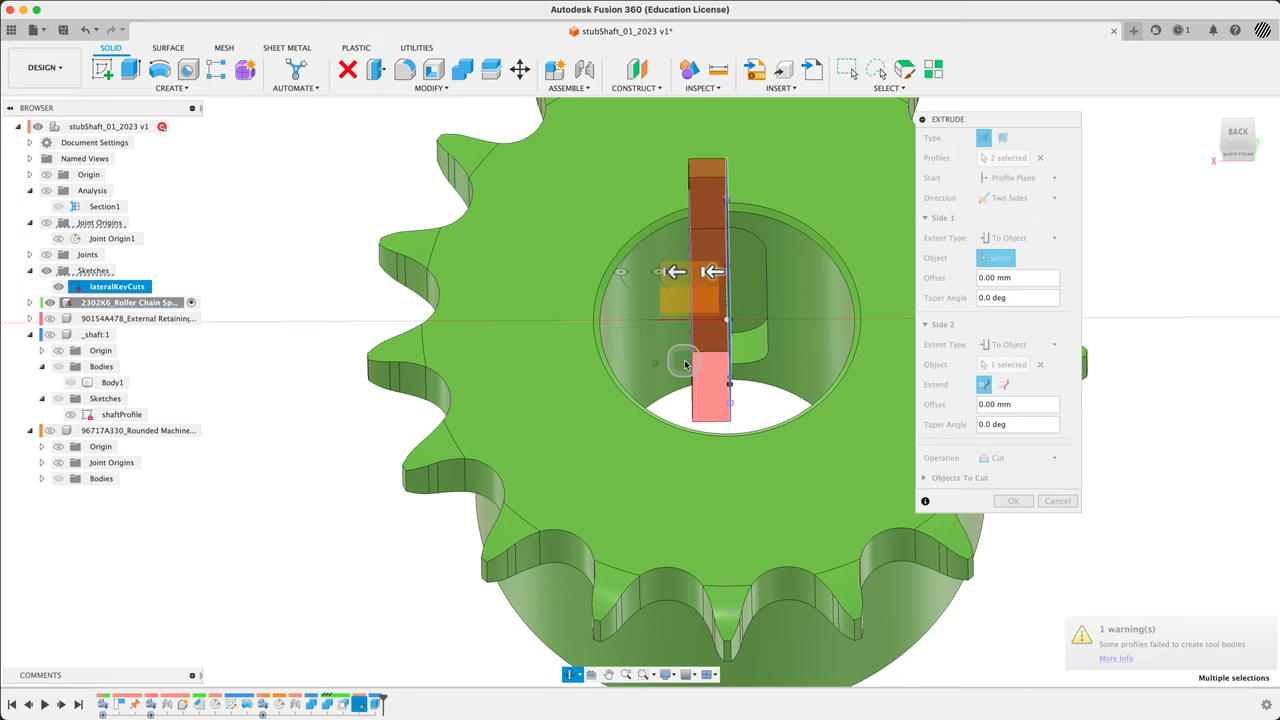 Autodesk Fusion 360 (Education License)
stubShaft_01_2023 v1*
1
DESIGN
SOLID
SURFACE
MESH
SHEET METAL
PLASTIC
UTILITIES
CREATE
AUTOMATE
MODIFY
ASSEMBLE
CONSTRUCT
INSPECT
INSERT
SELECT
BROWSER
stubShaft_01_2023 v1
Document Settings
Named Views
Origin
Analysis
Section1
Joint Origins
Joint Origin1
Joints
Sketches
lateralKeyCuts
2302K6_Roller Chain Sp...
90154A478_External Retaining...
_shaft:1
Origin
Bodies
Body1
Sketches
shaftProfile
96717A330_Rounded Machine...
Origin
Joint Origins
Bodies
EXTRUDE
Type
Profiles
2 selected
Start
Profile Plane
Direction
Two Sides
Side 1
Extent Type
To Object
Object
Select
Offset
0.00 mm
Taper Angle
0.0 deg
Side 2
Extent Type
To Object
Object
1 selected
Extend
Offset
0.00 mm
Taper Angle
0.0 deg
Operation
Cut
Objects To Cut
OK
Cancel
BACK
BOTTOM
X
1 warning(s)
Some profiles failed to create tool bodies
More Info
Multiple selections
COMMENTS